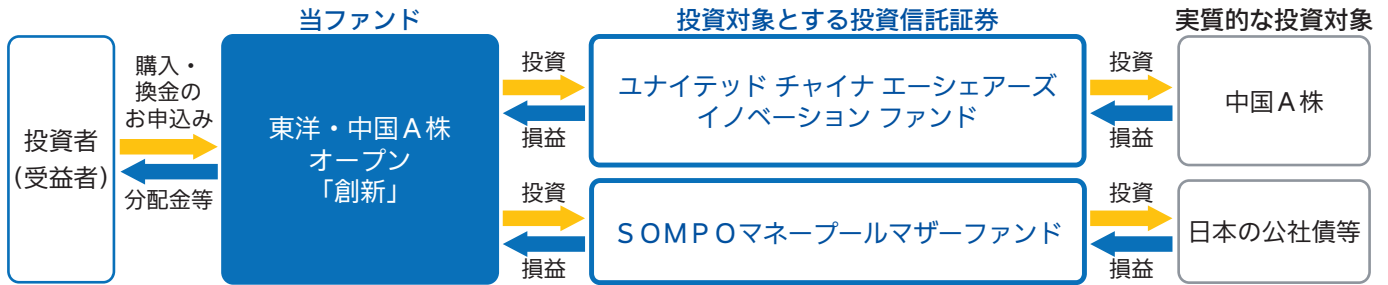 当ファンド
投資対象とする投資信託証券
実質的な投資対象
投資者
(受益者)
購入・
換金の
お申込み
分配金等
東洋・中国A株
オープン
「創新」
投資
損益
ユナイテッド チャイナ エーシェアーズ
イノベーション ファンド
投資
損益
中国A株
投資
損益
SOMPOマネープールマザーファンド
投資
損益
日本の公社債等